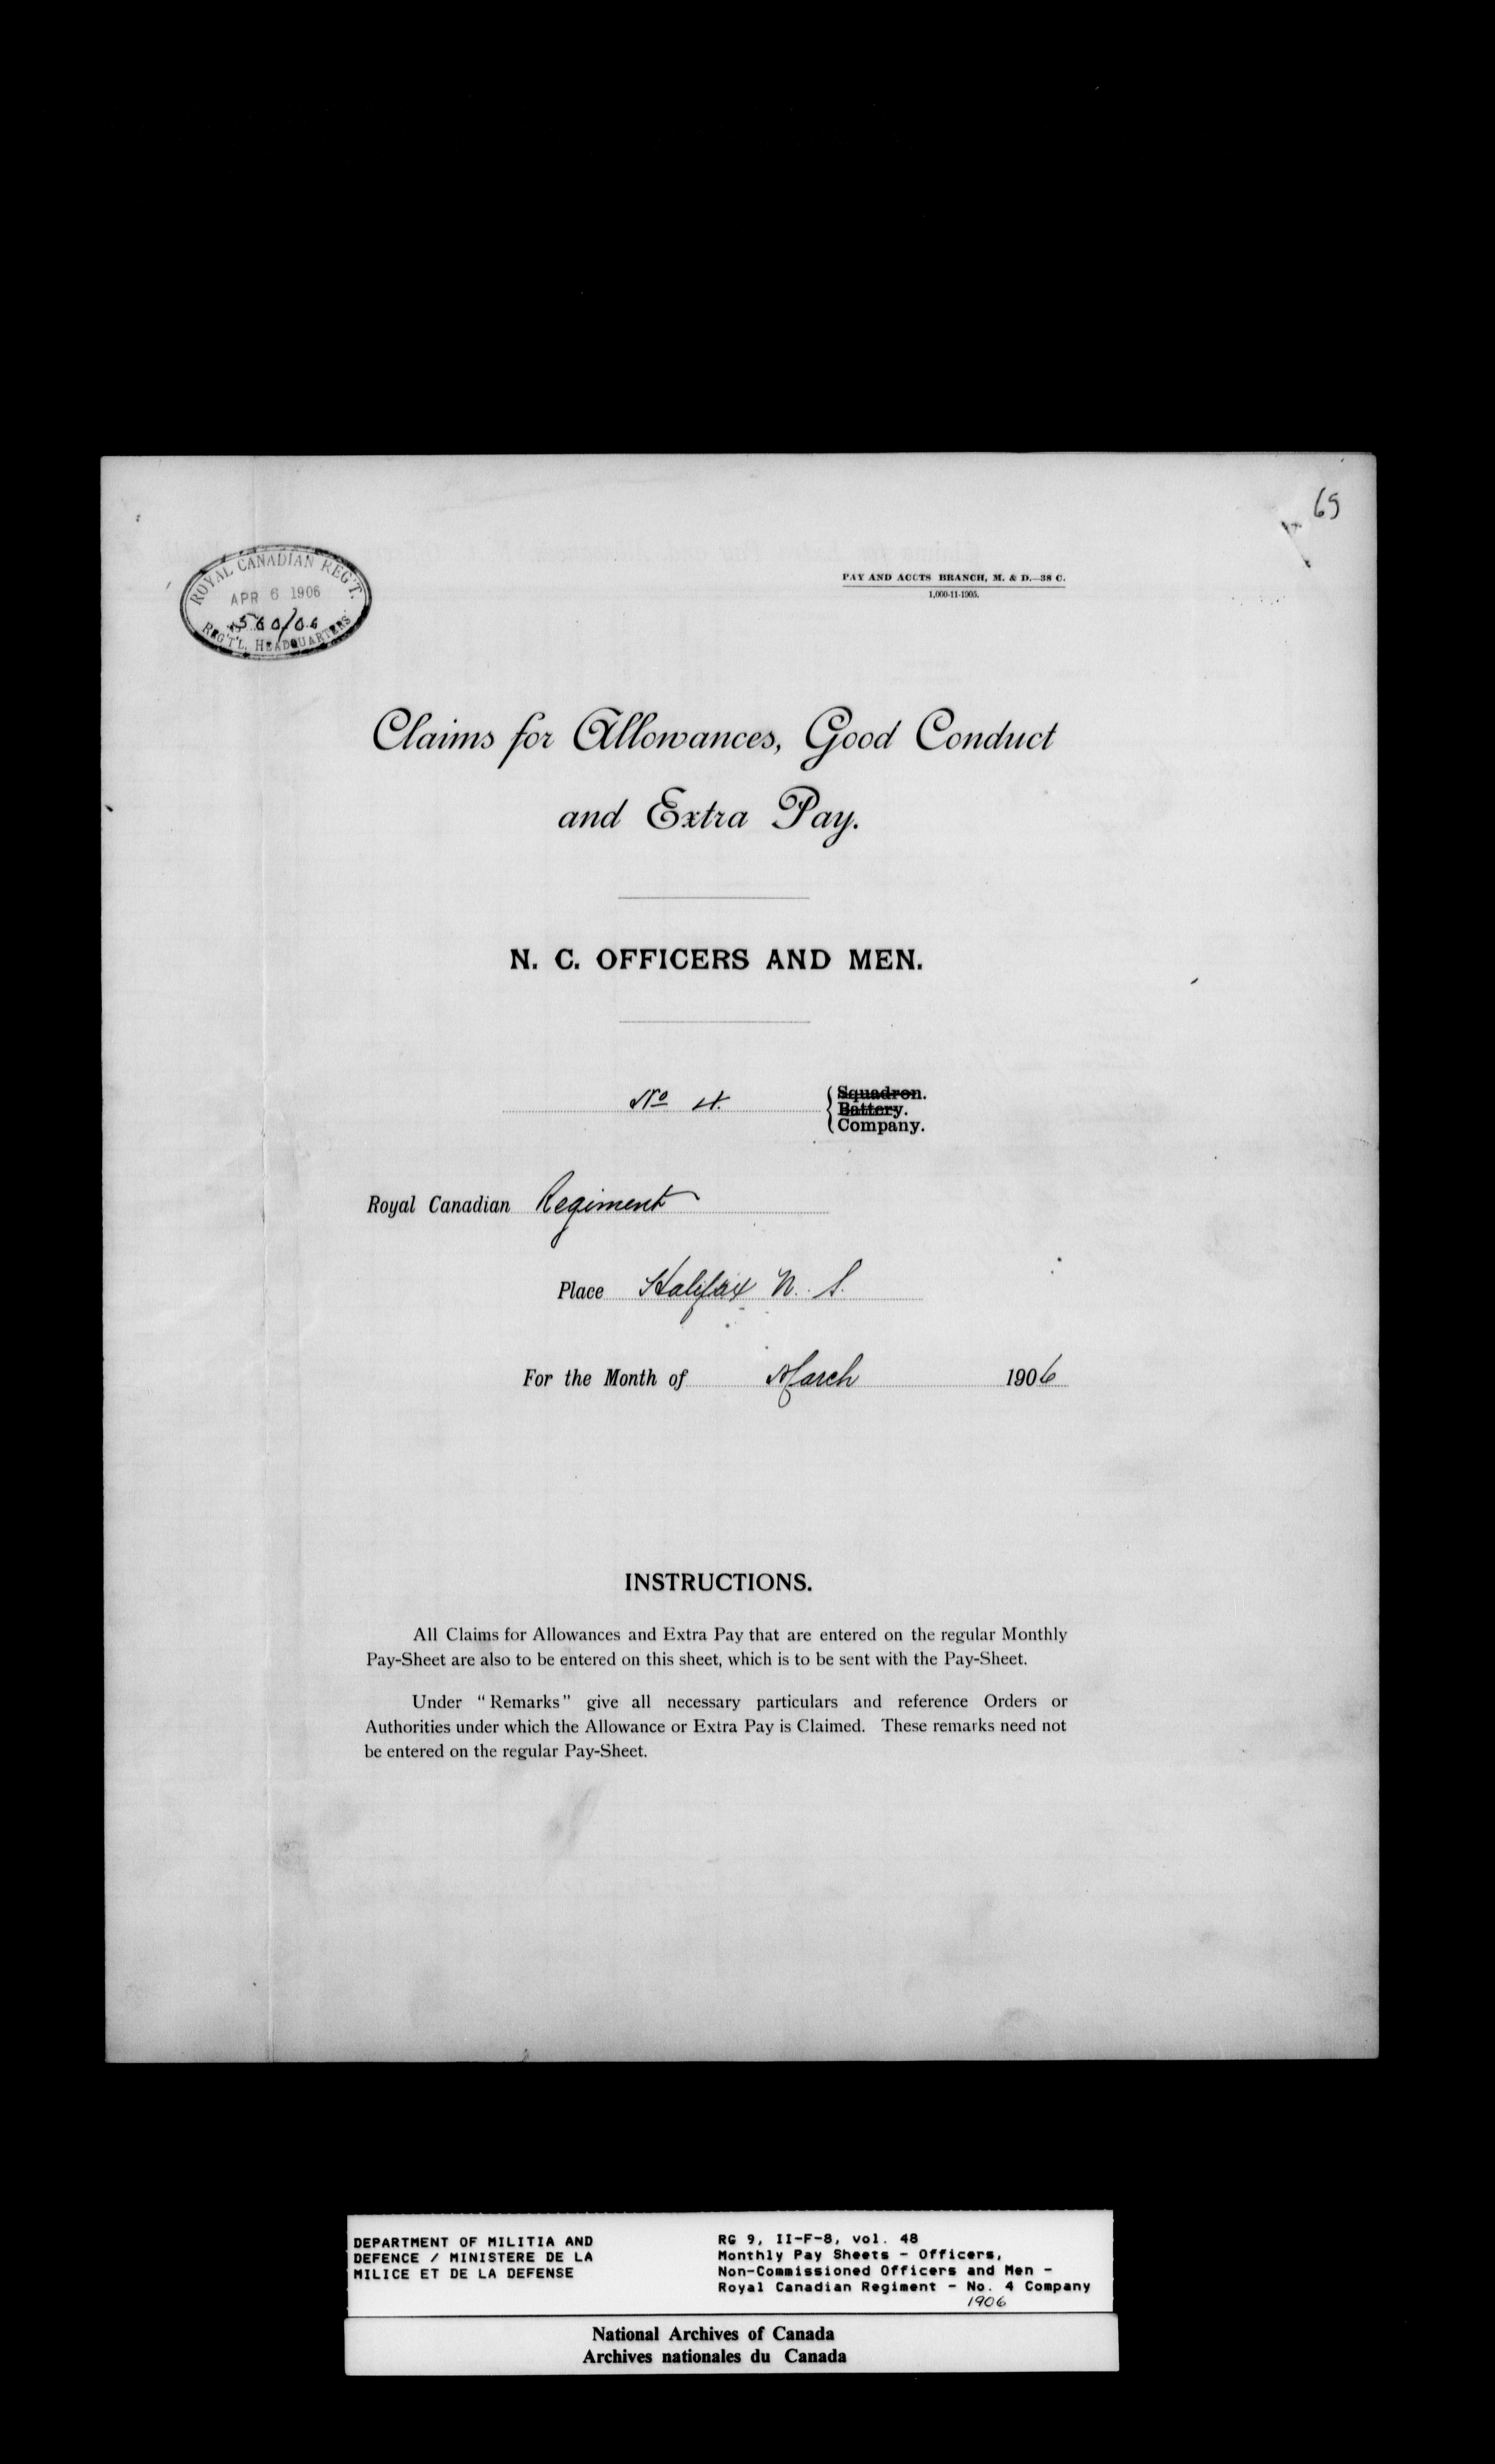 65
ROYAL CANADIAN REG'T.
APR 6 1906
560/06
REG'T'L. HEADQUARTERS.
PAY AND ACCTS BRANCH, M. & D.—38 C.
1,000-11-1905.
Claims for Allowances, Good Conduct
and Extra Pay.
N. C. OFFICERS AND MEN.
No 4. { Squadron.
Battery.
Company.
Royal Canadian Regiment
Place Halifax N. S.
For the Month of March 1906
INSTRUCTIONS.
All Claims for Allowances and Extra Pay that are entered on the regular Monthly
Pay-Sheet are also to be entered on this sheet, which is to be sent with the Pay-Sheet.
Under "Remarks" give all necessary particulars and reference Orders or
Authorities under which the Allowance or Extra Pay is Claimed. These remarks need not
be entered on the regular Pay-Sheet.
DEPARTMENT OF MILITIA AND
DEFENCE / MINISTERE DE LA
MILICE ET DE LA DEFENSE
RG 9, II-F-8, vol. 48
Monthly Pay Sheets - Officers,
Non-Commissioned Officers and Men -
Royal Canadian Regiment - No. 4 Company
1906
National Archives of Canada
Archives nationales du Canada